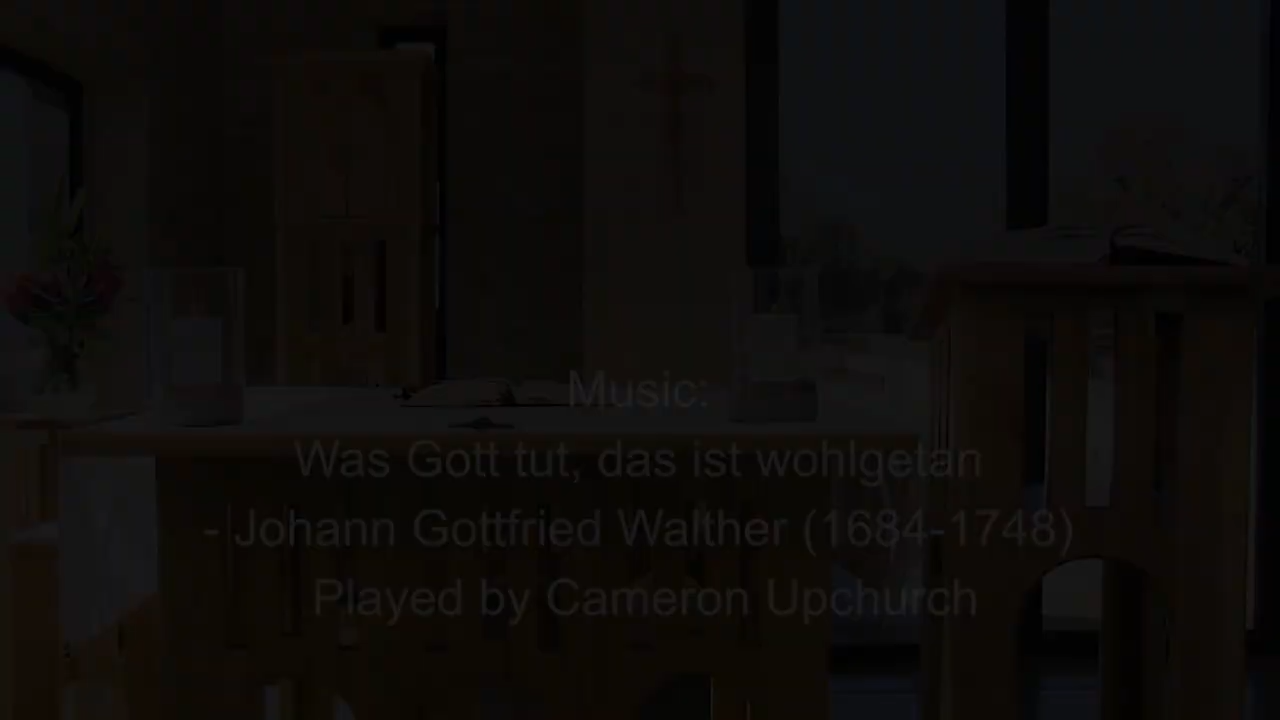 Music:
Was Gott tut, das ist wohlgetan
- Johann Gottfried Walther (1684-1748)
Played by Cameron Upchurch